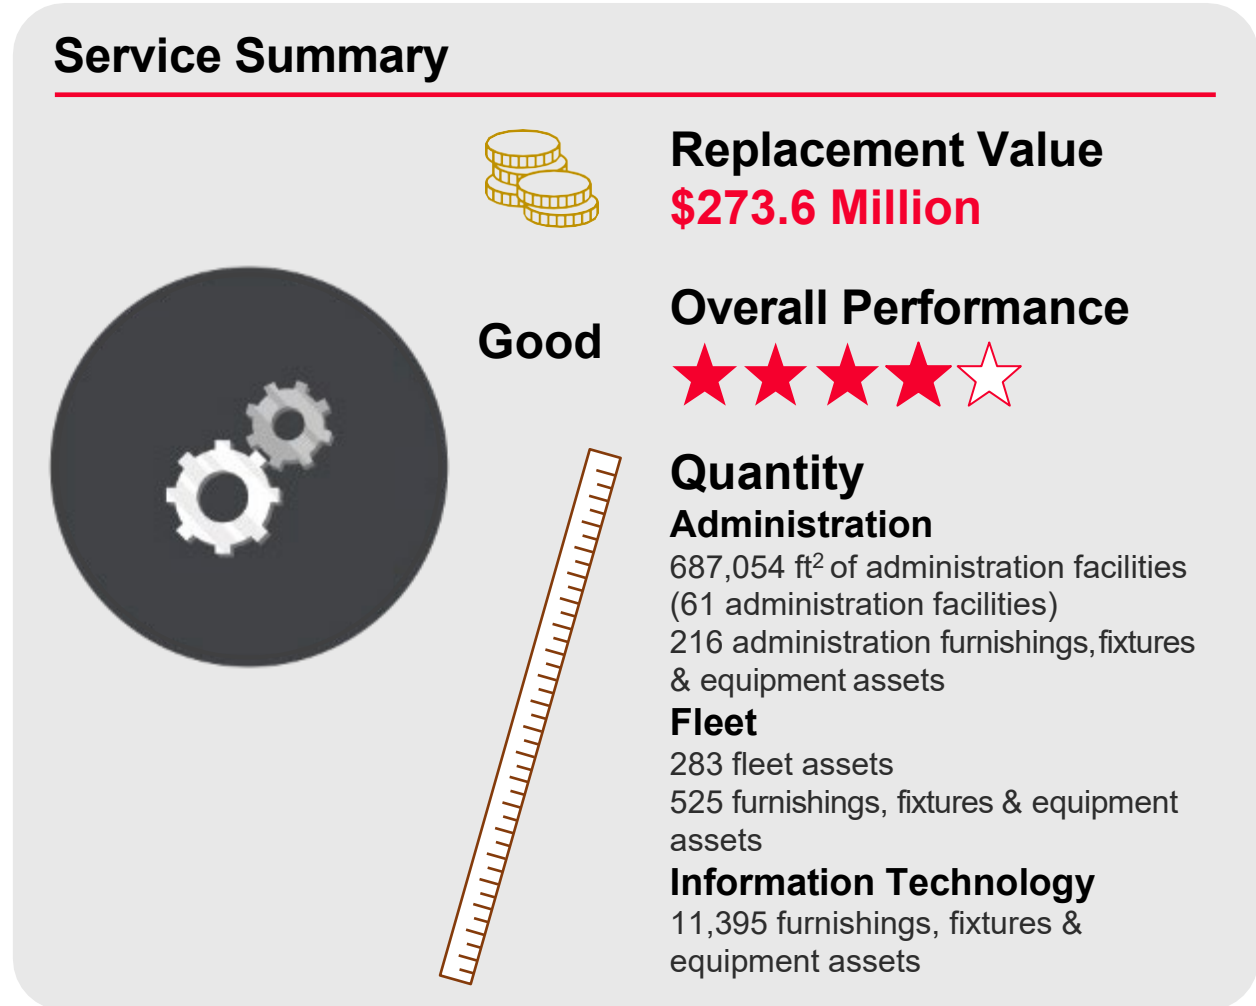 Service Summary
Replacement Value
$273.6 Million
Good
Overall Performance
Quantity
Administration
687,054 ft² of administration facilities
(61 administration facilities)
216 administration furnishings, fixtures
& equipment assets
Fleet
283 fleet assets
525 furnishings, fixtures & equipment
assets
Information Technology
11,395 furnishings, fixtures &
equipment assets